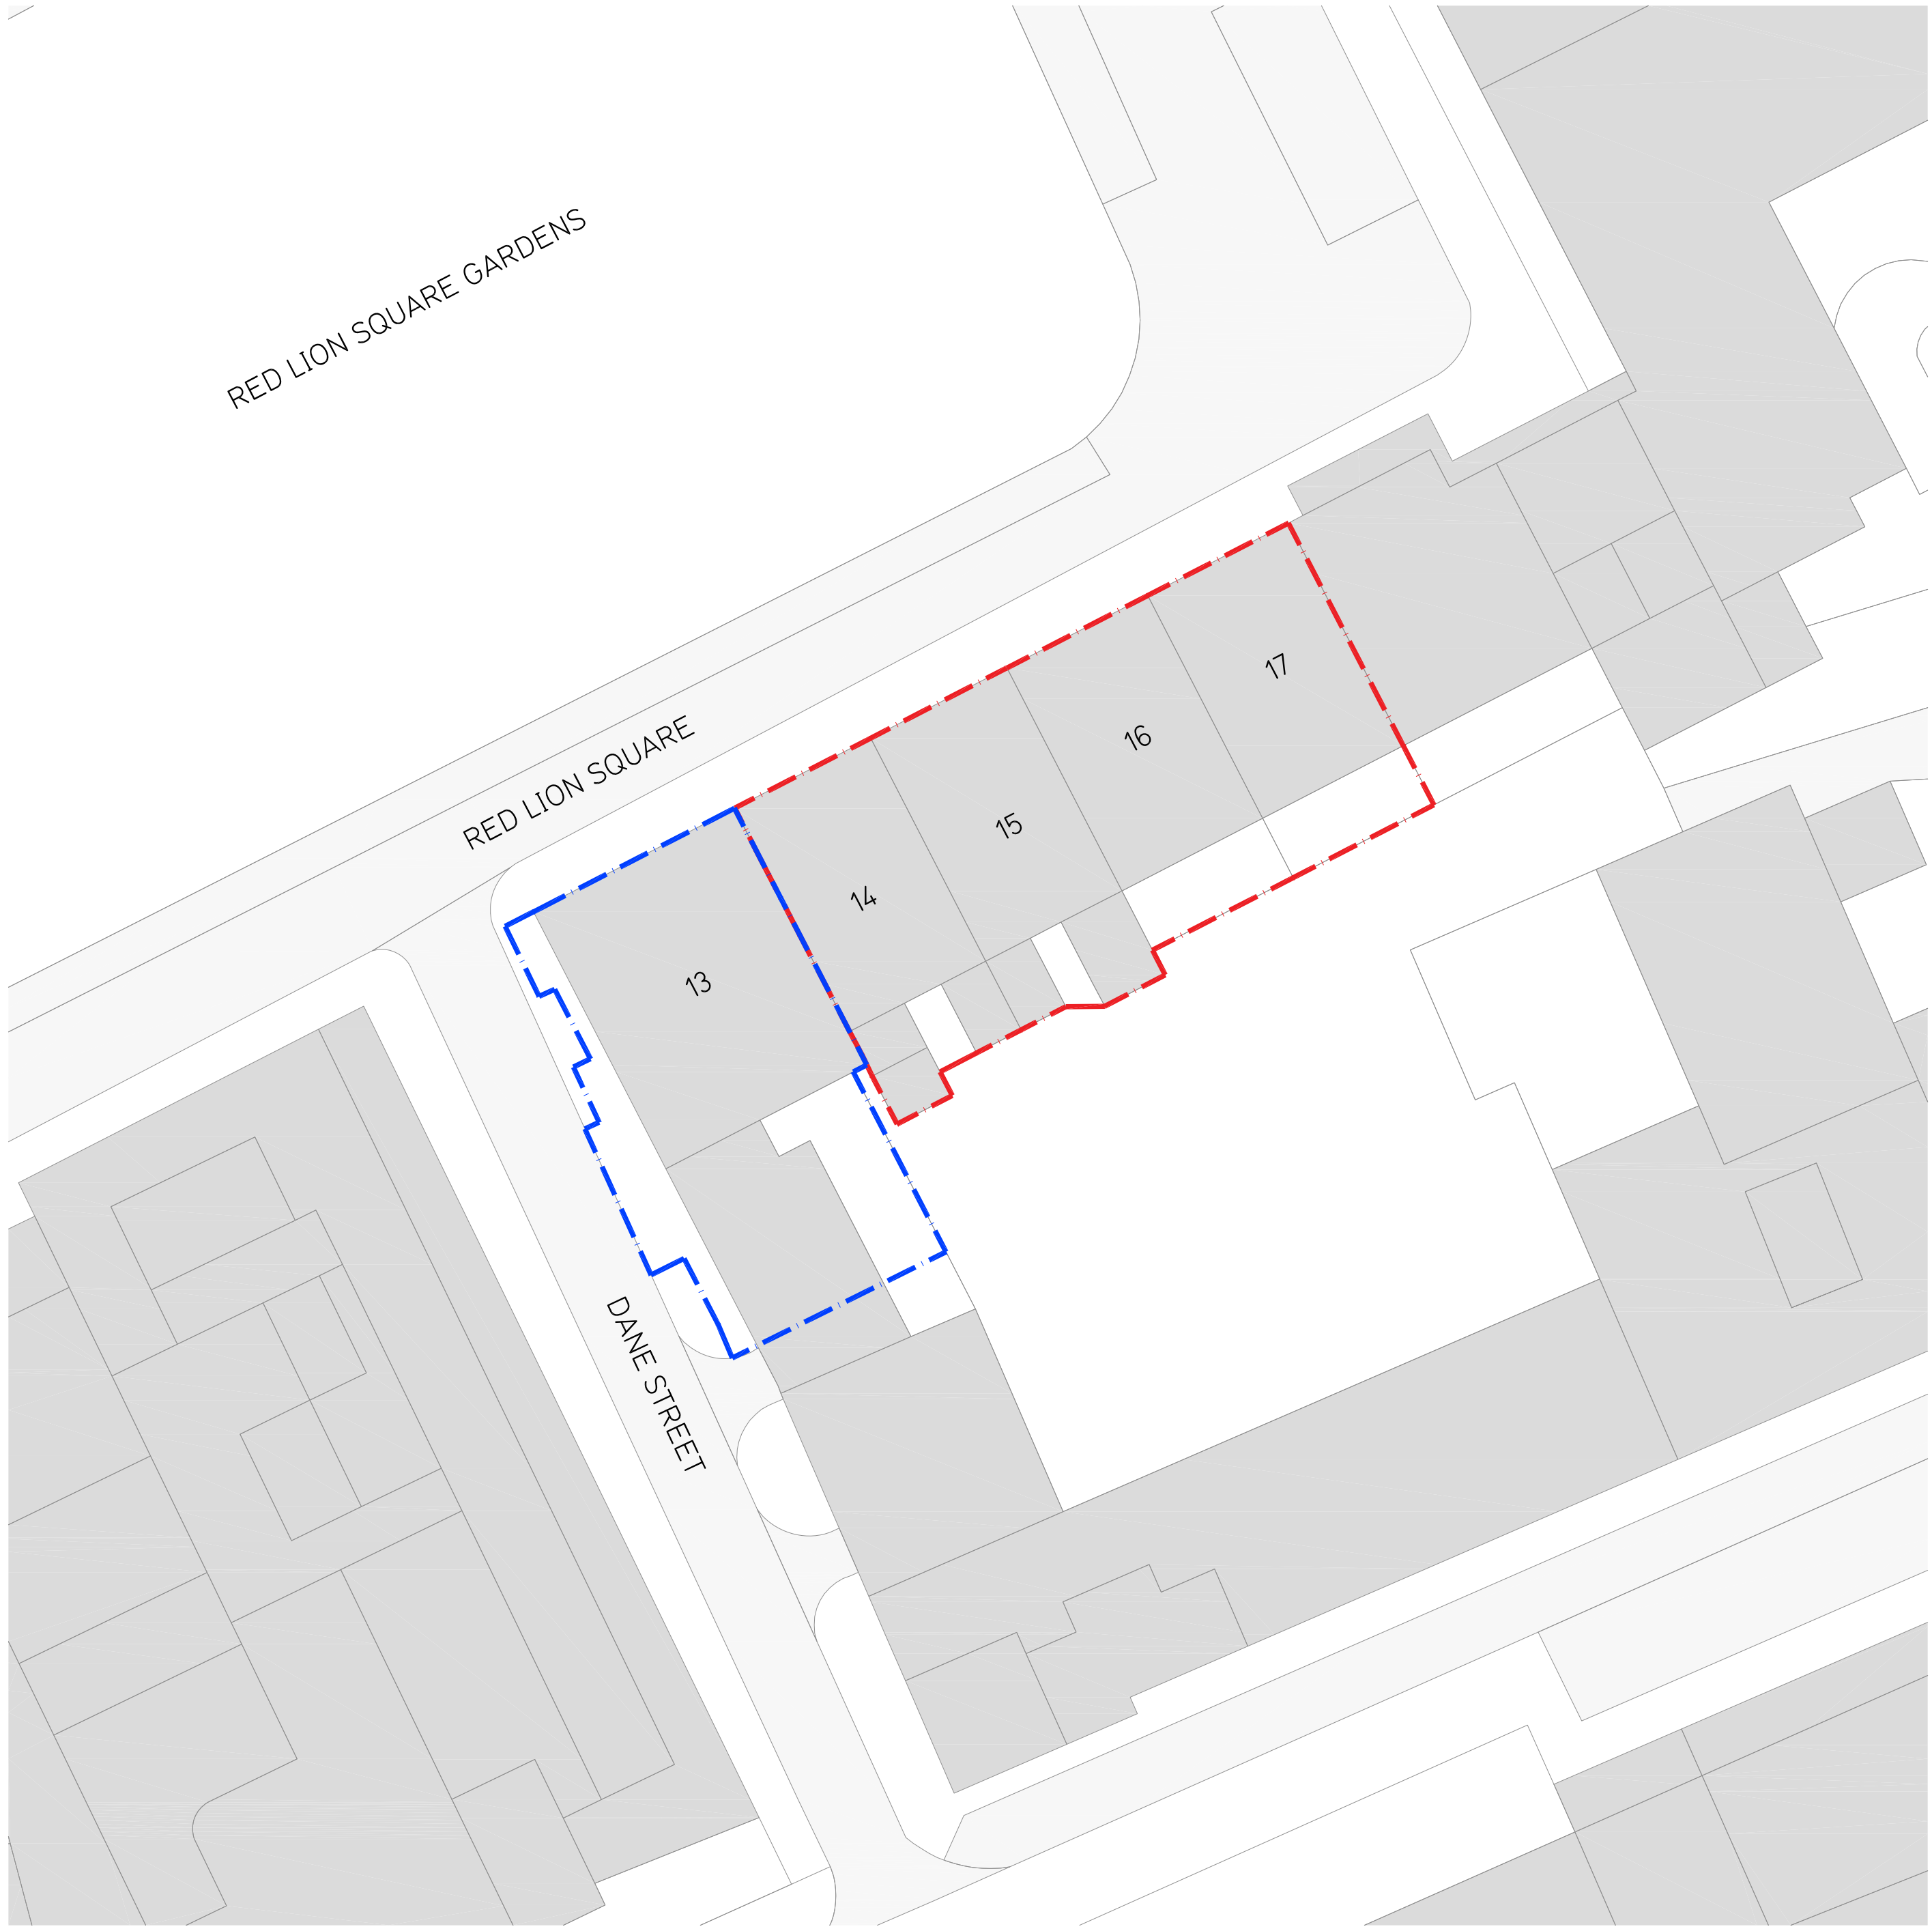 RED LION SQUARE GARDENS
17
16
RED LION SQUARE
15
14
13
DANE STREET